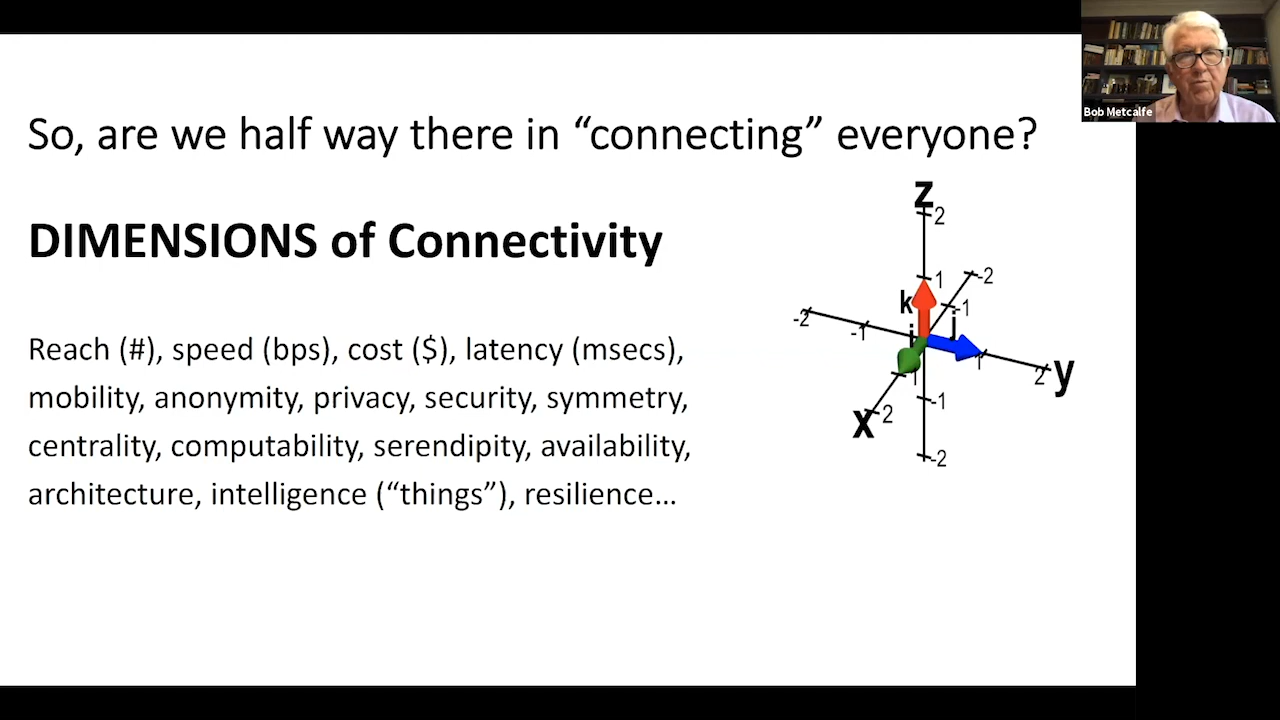 So, are we half way there in “connecting” everyone?
DIMENSIONS of Connectivity
Reach (#), speed (bps), cost ($), latency (msecs),
mobility, anonymity, privacy, security, symmetry,
centrality, computability, serendipity, availability,
architecture, intelligence (“things”), resilience...
z
2
1
-2
-1
k
j
i
-2
-1
1
2
y
1
x
2
-1
-2
Bob Metcalfe